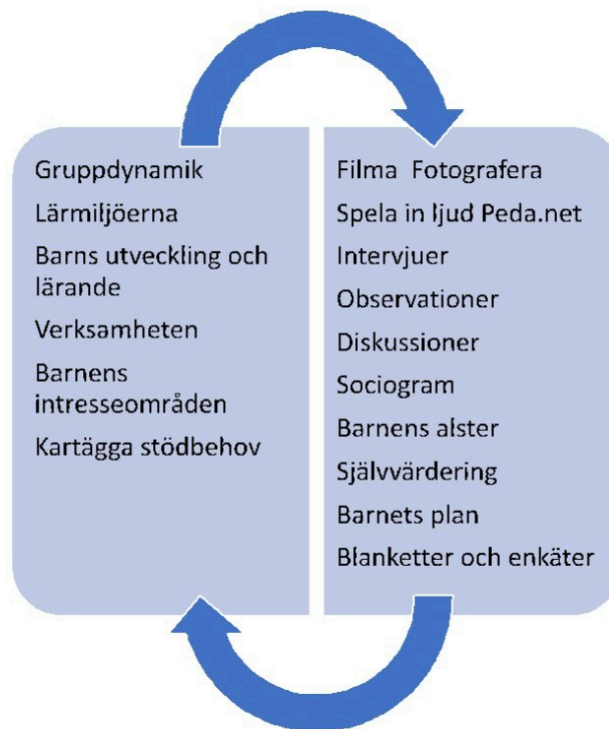 Gruppdynamik
Lärmiljöerna
Barns utveckling och
lärande
Verksamheten
Barnens
intresseområden
Kartägga stödbehov
Filma  Fotografera
Spela in ljud Peda.net
Intervjuer
Observationer
Diskussioner
Sociogram
Barnens alster
Självvärdering
Barnets plan
Blanketter och enkäter